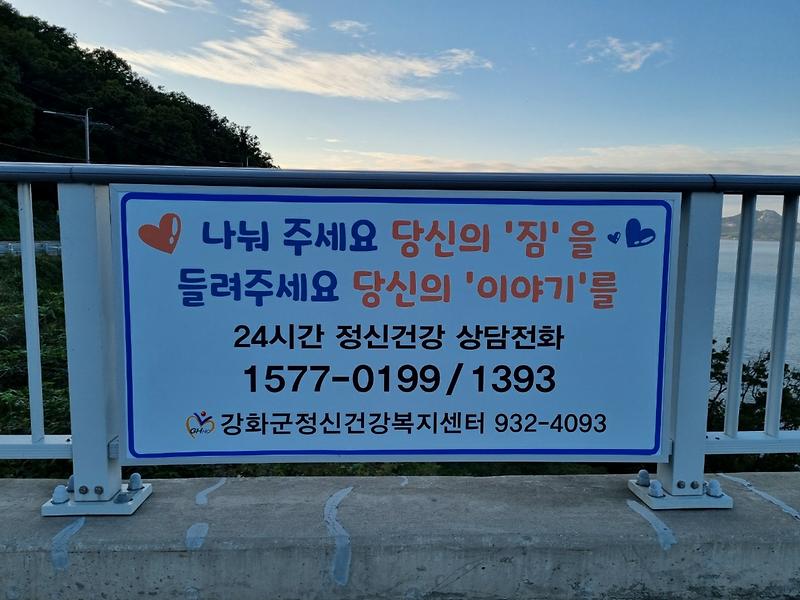 나눠 주세요 당신의 '짐'을
들려주세요 당신의 '이야기'를
24시간 정신건강 상담전화
1577-0199/1393
강화군정신건강복지센터 932-4093